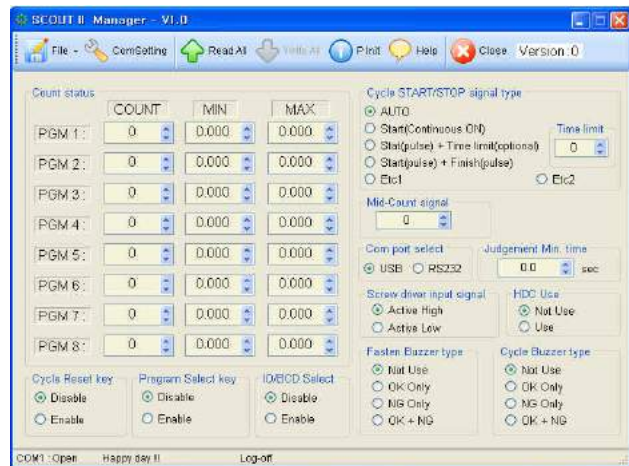 SCOUT II Manager - V1.0
File - ComSetting Read All Write All P.Init Help Close Version:0
Count status
COUNT MIN MAX
PGM 1: 0 0.000 0.000
PGM 2: 0 0.000 0.000
PGM 3: 0 0.000 0.000
PGM 4: 0 0.000 0.000
PGM 5: 0 0.000 0.000
PGM 6: 0 0.000 0.000
PGM 7: 0 0.000 0.000
PGM 8: 0 0.000 0.000
Cycle Reset key
Disable
Enable
Program Select key
Disable
Enable
IO/BCD Select
Disable
Enable
Cycle START/STOP signal type
AUTO
Start(Continuous ON)
Stat(pulse) + Time limit(optional)
Start(pulse) + Finish(pulse)
Etc1 Etc2
Time limit
0
Mid-Count signal
0
Com port select
USB RS232
Judgement Min. time
0.0 sec
Screw driver input signal
Active High
Active Low
HDC Use
Not Use
Use
Fasten Buzzer type
Not Use
OK Only
NG Only
OK + NG
Cycle Buzzer type
Not Use
OK Only
NG Only
OK + NG
COM1 : Open Happy day !! Log-off